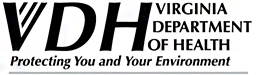 VDH VIRGINIA
DEPARTMENT
OF HEALTH
Protecting You and Your Environment